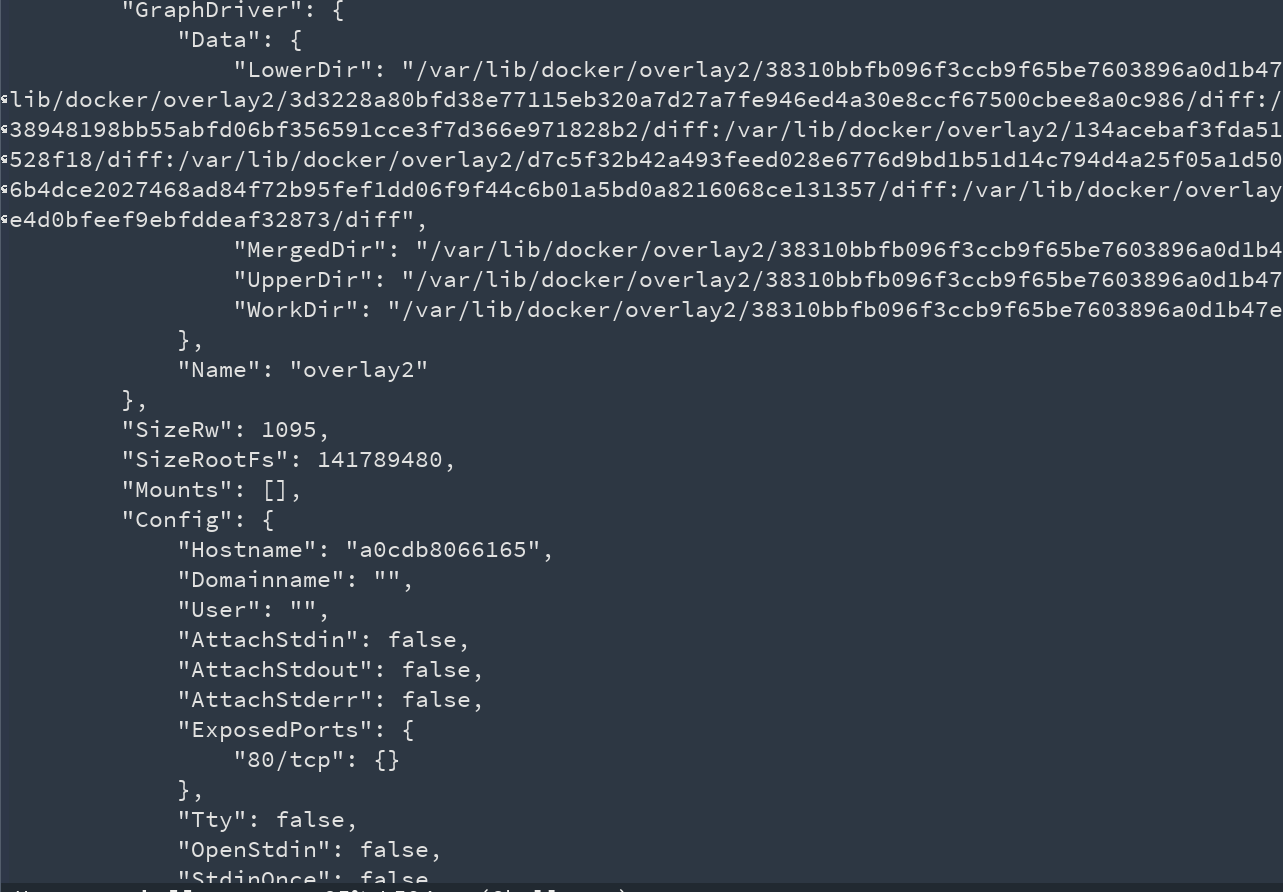 "GraphDriver": {
"Data": {
"LowerDir": "/var/lib/docker/overlay2/38310bbfb096f3ccb9f65be7603896a0d1b47
lib/docker/overlay2/3d3228a80bfd38e77115eb320a7d27a7fe946ed4a30e8ccf67500cbee8a0c986/diff:/
38948198bb55abfd06bf356591cce3f7d366e971828b2/diff:/var/lib/docker/overlay2/134acebaf3fda51
528f18/diff:/var/lib/docker/overlay2/d7c5f32b42a493feed028e6776d9bd1b51d14c794d4a25f05a1d50
6b4dce2027468ad84f72b95fef1dd06f9f44c6b01a5bd0a8216068ce131357/diff:/var/lib/docker/overlay
e4d0bfeef9ebfddeaf32873/diff",
"MergedDir": "/var/lib/docker/overlay2/38310bbfb096f3ccb9f65be7603896a0d1b4
"UpperDir": "/var/lib/docker/overlay2/38310bbfb096f3ccb9f65be7603896a0d1b47
"WorkDir": "/var/lib/docker/overlay2/38310bbfb096f3ccb9f65be7603896a0d1b47e
},
"Name": "overlay2"
},
"SizeRw": 1095,
"SizeRootFs": 141789480,
"Mounts": [],
"Config": {
"Hostname": "a0cdb8066165",
"Domainname": "",
"User": "",
"AttachStdin": false,
"AttachStdout": false,
"AttachStderr": false,
"ExposedPorts": {
"80/tcp": {}
},
"Tty": false,
"OpenStdin": false,
"StdinOnce": false